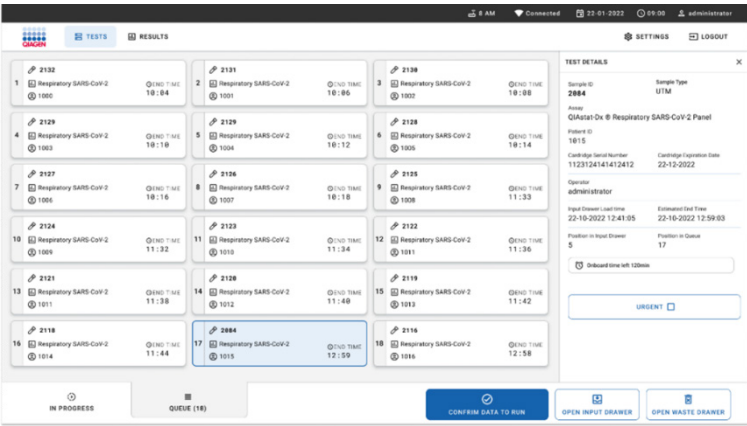 8 AM Connected 22-01-2022 09:00 administrator
QIAGEN TESTS RESULTS SETTINGS LOGOUT
1 2132
Respiratory SARS-CoV-2 END TIME
1000 10:04
2 2131
Respiratory SARS-CoV-2 END TIME
1001 10:06
3 2130
Respiratory SARS-CoV-2 END TIME
1002 10:08
4 2129
Respiratory SARS-CoV-2 END TIME
1003 10:10
5 2129
Respiratory SARS-CoV-2 END TIME
1004 10:12
6 2128
Respiratory SARS-CoV-2 END TIME
1005 10:14
7 2127
Respiratory SARS-CoV-2 END TIME
1006 10:16
8 2126
Respiratory SARS-CoV-2 END TIME
1007 10:18
9 2125
Respiratory SARS-CoV-2 END TIME
1008 11:33
10 2124
Respiratory SARS-CoV-2 END TIME
1009 11:32
11 2123
Respiratory SARS-CoV-2 END TIME
1010 11:34
12 2122
Respiratory SARS-CoV-2 END TIME
1011 11:36
13 2121
Respiratory SARS-CoV-2 END TIME
1011 11:38
14 2120
Respiratory SARS-CoV-2 END TIME
1012 11:40
15 2119
Respiratory SARS-CoV-2 END TIME
1013 11:42
16 2118
Respiratory SARS-CoV-2 END TIME
1014 11:44
17 2084
Respiratory SARS-CoV-2 END TIME
1015 12:59
18 2116
Respiratory SARS-CoV-2 END TIME
1016 12:58
TEST DETAILS
Sample ID Sample Type
2084 UTM
Assay
QIAstat-Dx ® Respiratory SARS-CoV-2 Panel
Patient ID
1015
Cartridge Serial Number Cartridge Expiration Date
1123124141412412 22-12-2022
Operator
administrator
Input Drawer Load time Estimated End Time
22-10-2022 12:41:05 22-10-2022 12:59:03
Position in Input Drawer Position in Queue
5 17
Onboard time left 120min
URGENT
IN PROGRESS
QUEUE (18)
CONFRIM DATA TO RUN
OPEN INPUT DRAWER
OPEN WASTE DRAWER